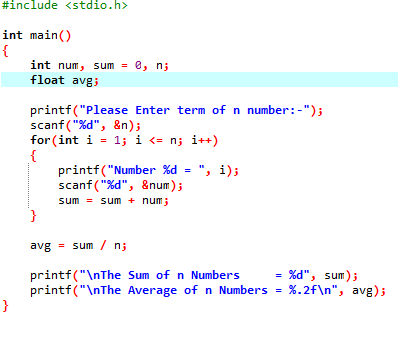 #include <stdio.h>
int main()
{
int num, sum = 0, n;
float avg;
printf("Please Enter term of n number:-");
scanf("%d", &n);
for(int i = 1; i <= n; i++)
{
printf("Number %d = ", i);
scanf("%d", &num);
sum = sum + num;
}
avg = sum / n;
printf("\nThe Sum of n Numbers     = %d", sum);
printf("\nThe Average of n Numbers = %.2f\n", avg);
}